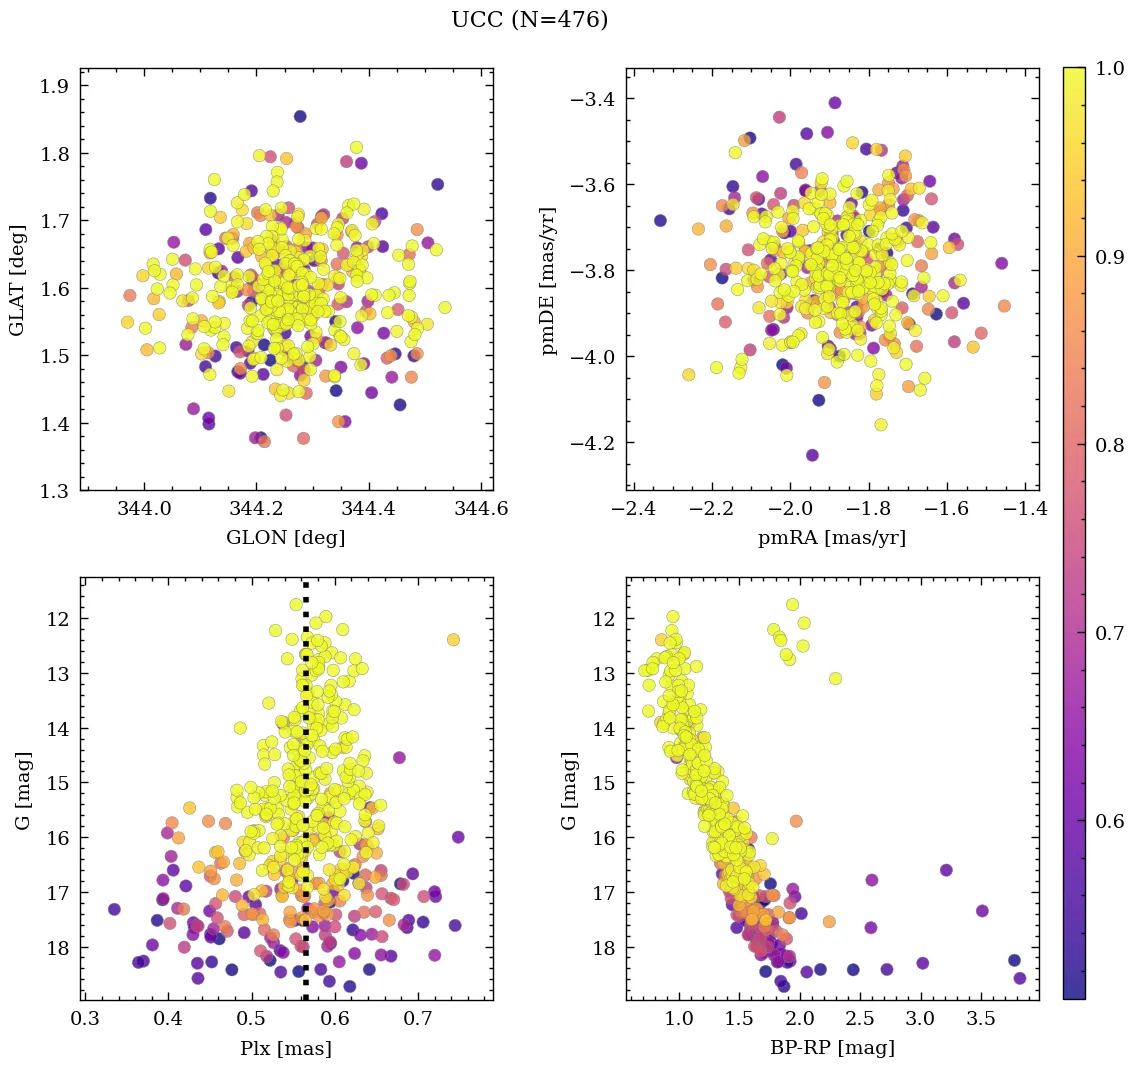 UCC (N=476)
1.9
1.8
1.7
1.6
1.5
1.4
1.3
GLAT [deg]
344.0 344.2 344.4 344.6
GLON [deg]
−3.4
−3.6
−3.8
−4.0
−4.2
pmDE [mas/yr]
−2.4 −2.2 −2.0 −1.8 −1.6 −1.4
pmRA [mas/yr]
12
13
14
15
16
17
18
G [mag]
0.3 0.4 0.5 0.6 0.7
Plx [mas]
12
13
14
15
16
17
18
G [mag]
1.0 1.5 2.0 2.5 3.0 3.5
BP-RP [mag]
1.0
0.9
0.8
0.7
0.6